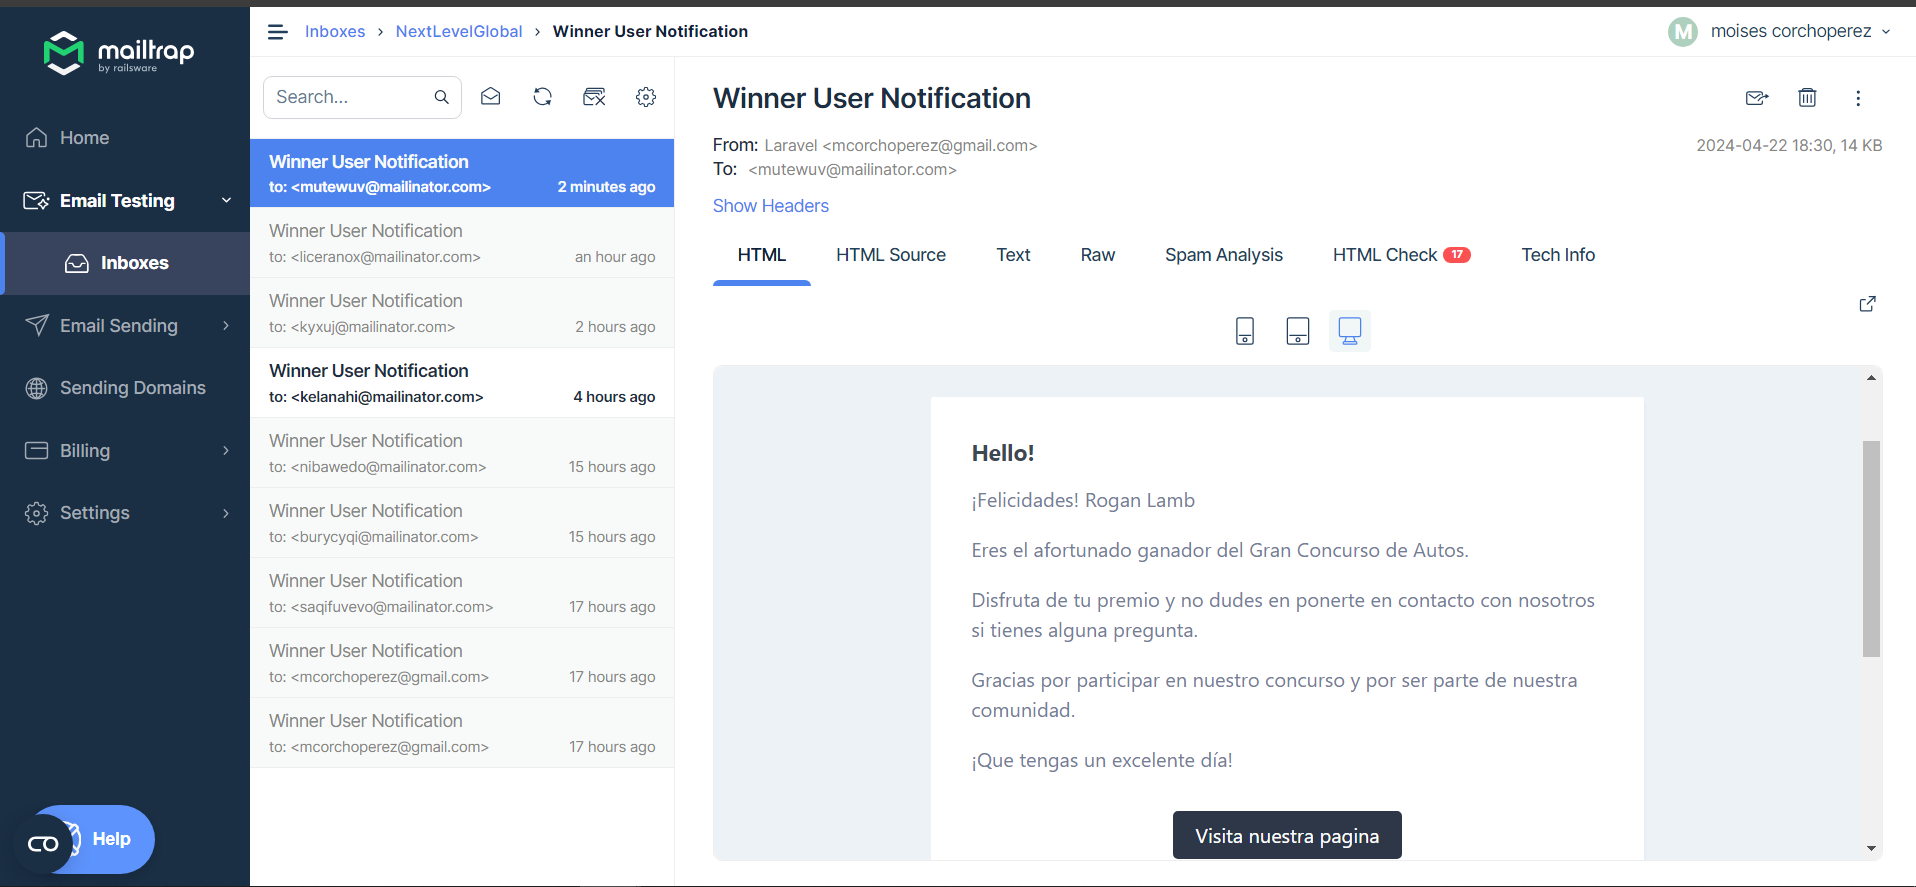 mailtrap
by railsware
Home
Email Testing
Inboxes
Email Sending
Sending Domains
Billing
Settings
Help
Inboxes › NextLevelGlobal › Winner User Notification
M moises corchoperez
Search...
Winner User Notification
to: <mutewuv@mailinator.com> 2 minutes ago
Winner User Notification
to: <liceranox@mailinator.com> an hour ago
Winner User Notification
to: <kyxuj@mailinator.com> 2 hours ago
Winner User Notification
to: <kelanahi@mailinator.com> 4 hours ago
Winner User Notification
to: <nibawedo@mailinator.com> 15 hours ago
Winner User Notification
to: <burycyqi@mailinator.com> 15 hours ago
Winner User Notification
to: <saqifuvevo@mailinator.com> 17 hours ago
Winner User Notification
to: <mcorchoperez@gmail.com> 17 hours ago
Winner User Notification
to: <mcorchoperez@gmail.com> 17 hours ago
Winner User Notification
From: Laravel <mcorchoperez@gmail.com> 2024-04-22 18:30, 14 KB
To: <mutewuv@mailinator.com>
Show Headers
HTML HTML Source Text Raw Spam Analysis HTML Check 17 Tech Info
Hello!
¡Felicidades! Rogan Lamb
Eres el afortunado ganador del Gran Concurso de Autos.
Disfruta de tu premio y no dudes en ponerte en contacto con nosotros
si tienes alguna pregunta.
Gracias por participar en nuestro concurso y por ser parte de nuestra
comunidad.
¡Que tengas un excelente día!
Visita nuestra pagina